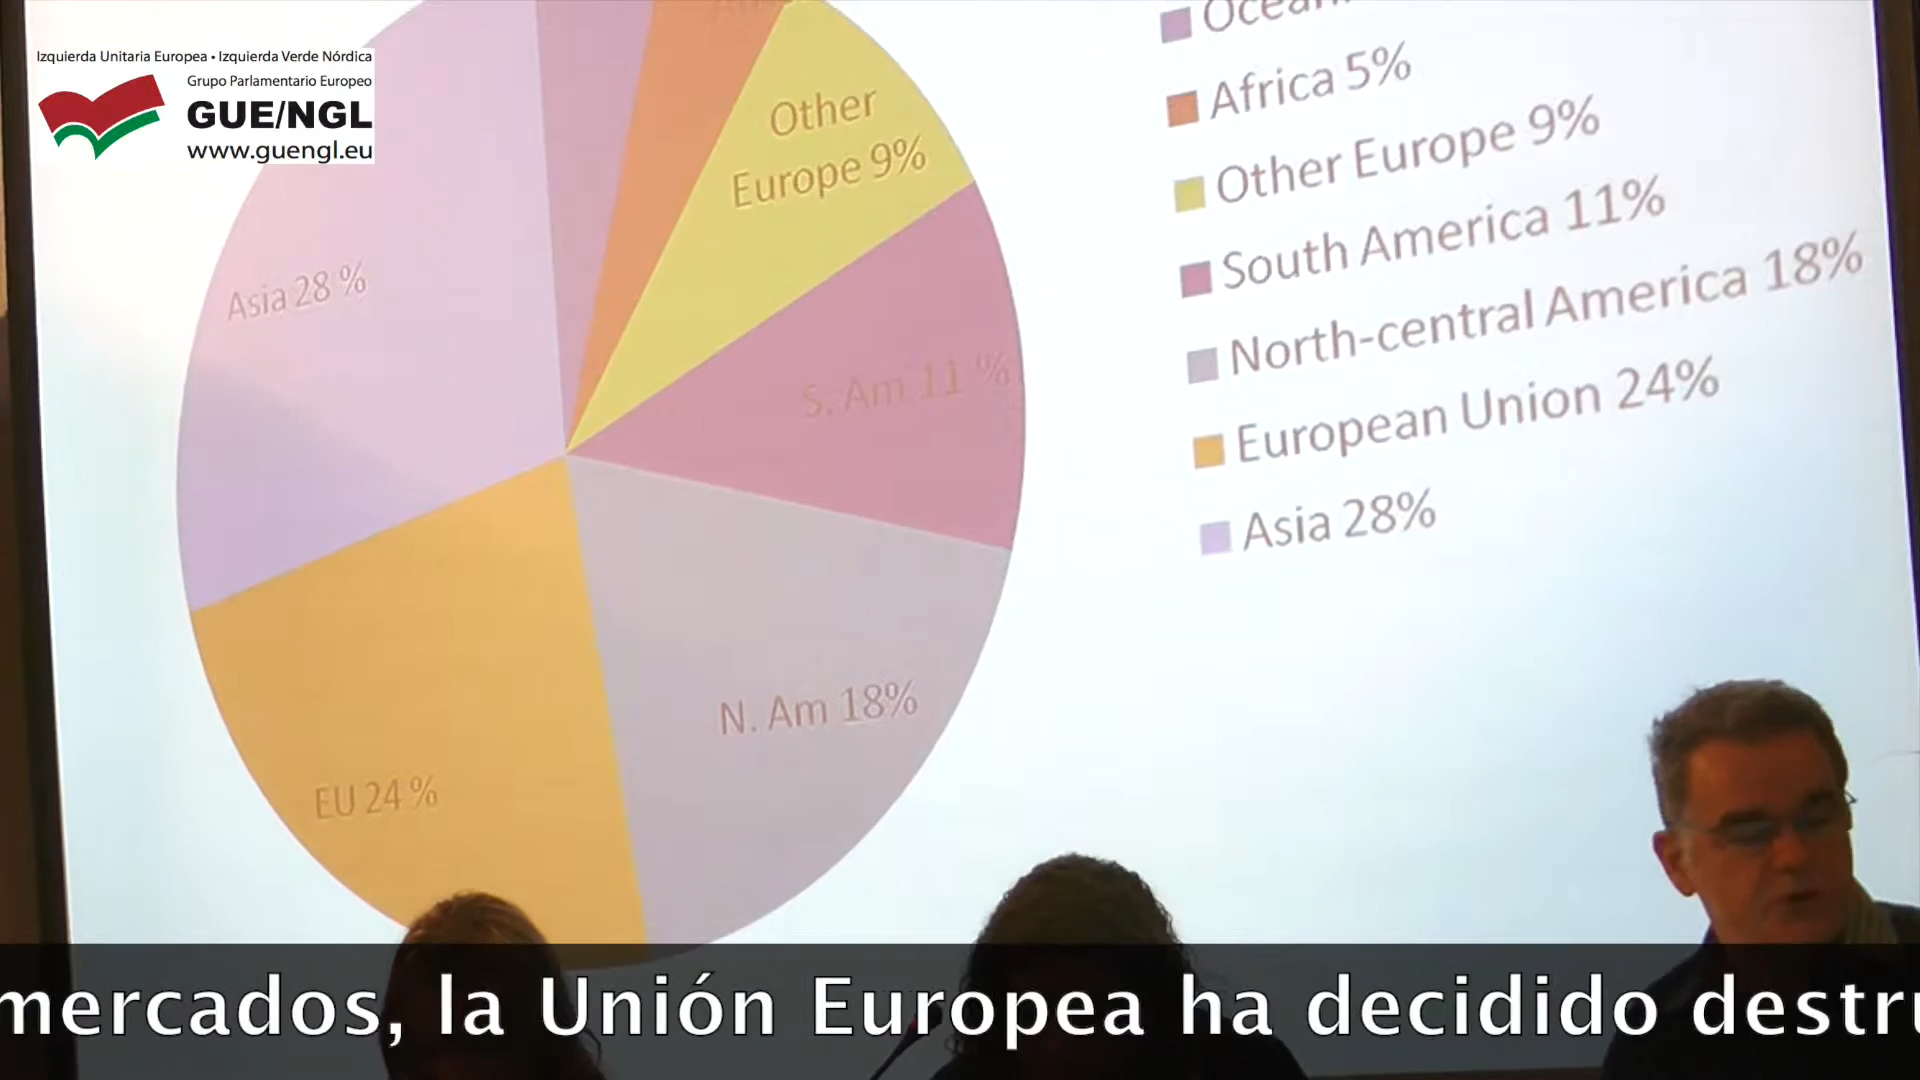 Izquierda Unitaria Europea • Izquierda Verde Nórdica
Grupo Parlamentario Europeo
GUE/NGL
www.guengl.eu
Other
Europe 9%
Asia 28 %
S. Am 11 %
N. Am 18%
EU 24 %
Africa 5%
Other Europe 9%
South America 11%
North-central America 18%
European Union 24%
Asia 28%
mercados, la Unión Europea ha decidido